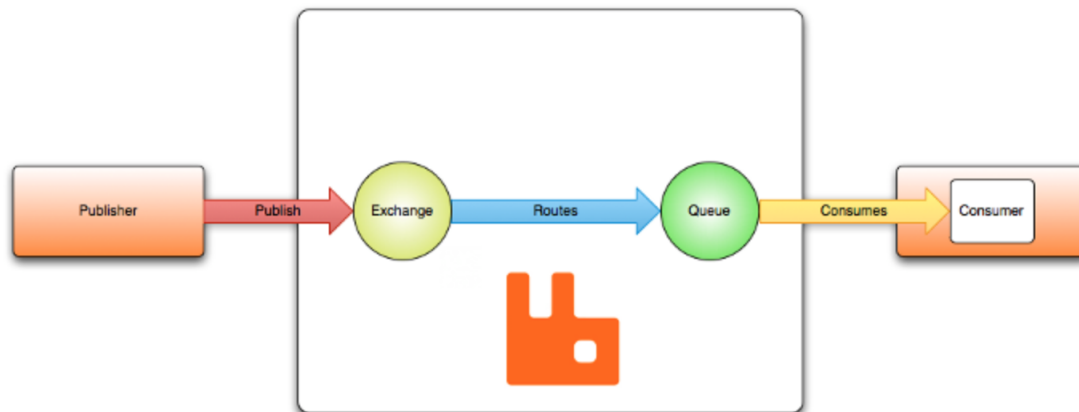 Publisher
Publish
Exchange
Routes
Queue
Consumes
Consumer